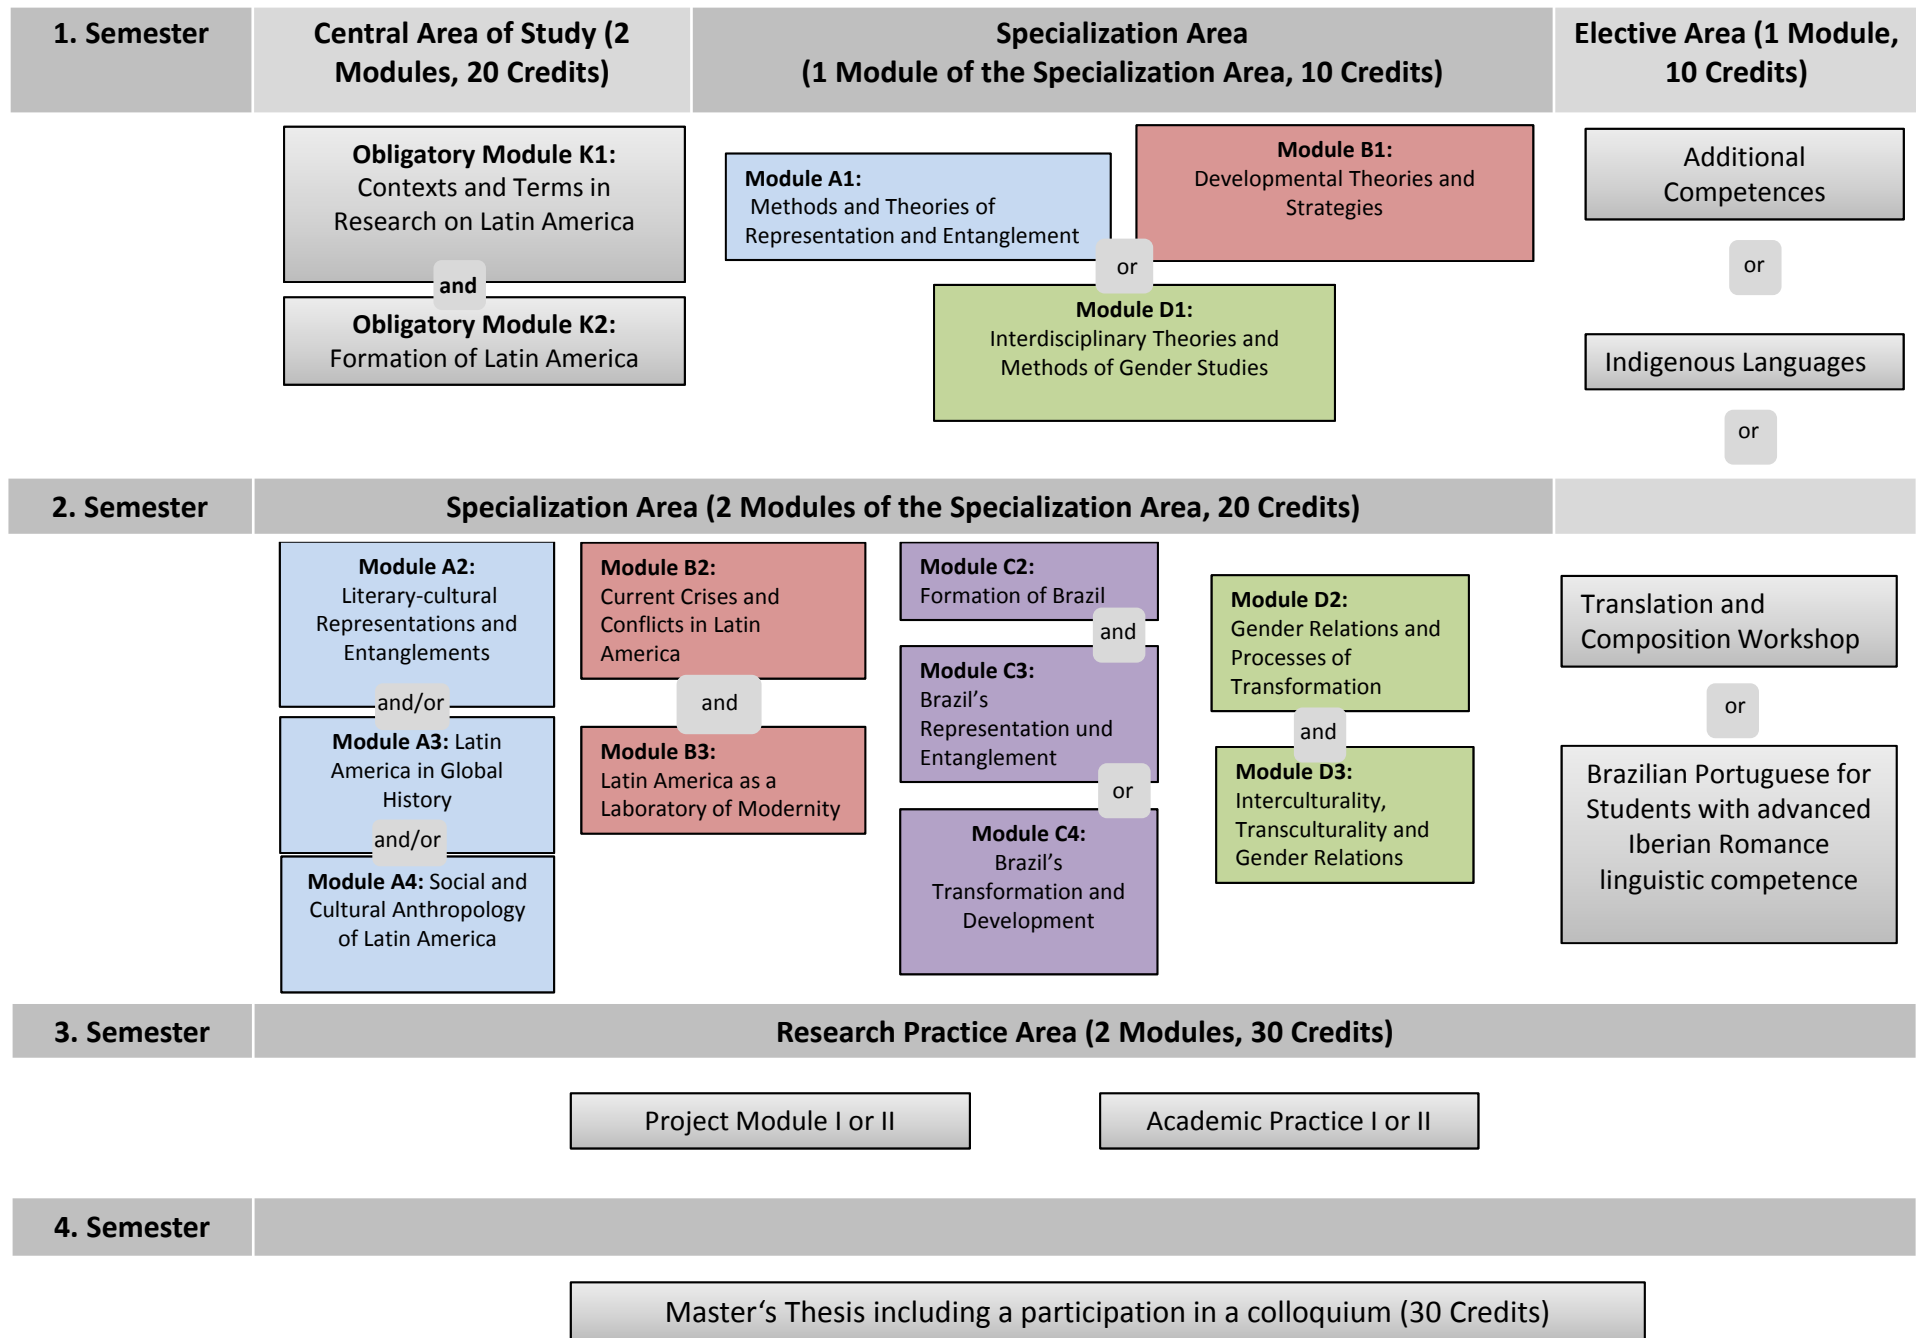 1. Semester
Central Area of Study (2
Modules, 20 Credits)
Specialization Area
(1 Module of the Specialization Area, 10 Credits)
Elective Area (1 Module,
10 Credits)
Obligatory Module K1:
Contexts and Terms in
Research on Latin America
and
Obligatory Module K2:
Formation of Latin America
Module A1:
Methods and Theories of
Representation and Entanglement
Module B1:
Developmental Theories and
Strategies
or
Module D1:
Interdisciplinary Theories and
Methods of Gender Studies
Additional
Competences
or
Indigenous Languages
or
2. Semester
Specialization Area (2 Modules of the Specialization Area, 20 Credits)
Module A2:
Literary-cultural
Representations and
Entanglements
and/or
Module A3: Latin
America in Global
History
and/or
Module A4: Social and
Cultural Anthropology
of Latin America
Module B2:
Current Crises and
Conflicts in Latin
America
and
Module B3:
Latin America as a
Laboratory of Modernity
Module C2:
Formation of Brazil
and
Module C3:
Brazil’s
Representation und
Entanglement
or
Module C4:
Brazil’s
Transformation and
Development
Module D2:
Gender Relations and
Processes of
Transformation
and
Module D3:
Interculturality,
Transculturality and
Gender Relations
Translation and
Composition Workshop
or
Brazilian Portuguese for
Students with advanced
Iberian Romance
linguistic competence
3. Semester
Research Practice Area (2 Modules, 30 Credits)
Project Module I or II
Academic Practice I or II
4. Semester
Master‘s Thesis including a participation in a colloquium (30 Credits)